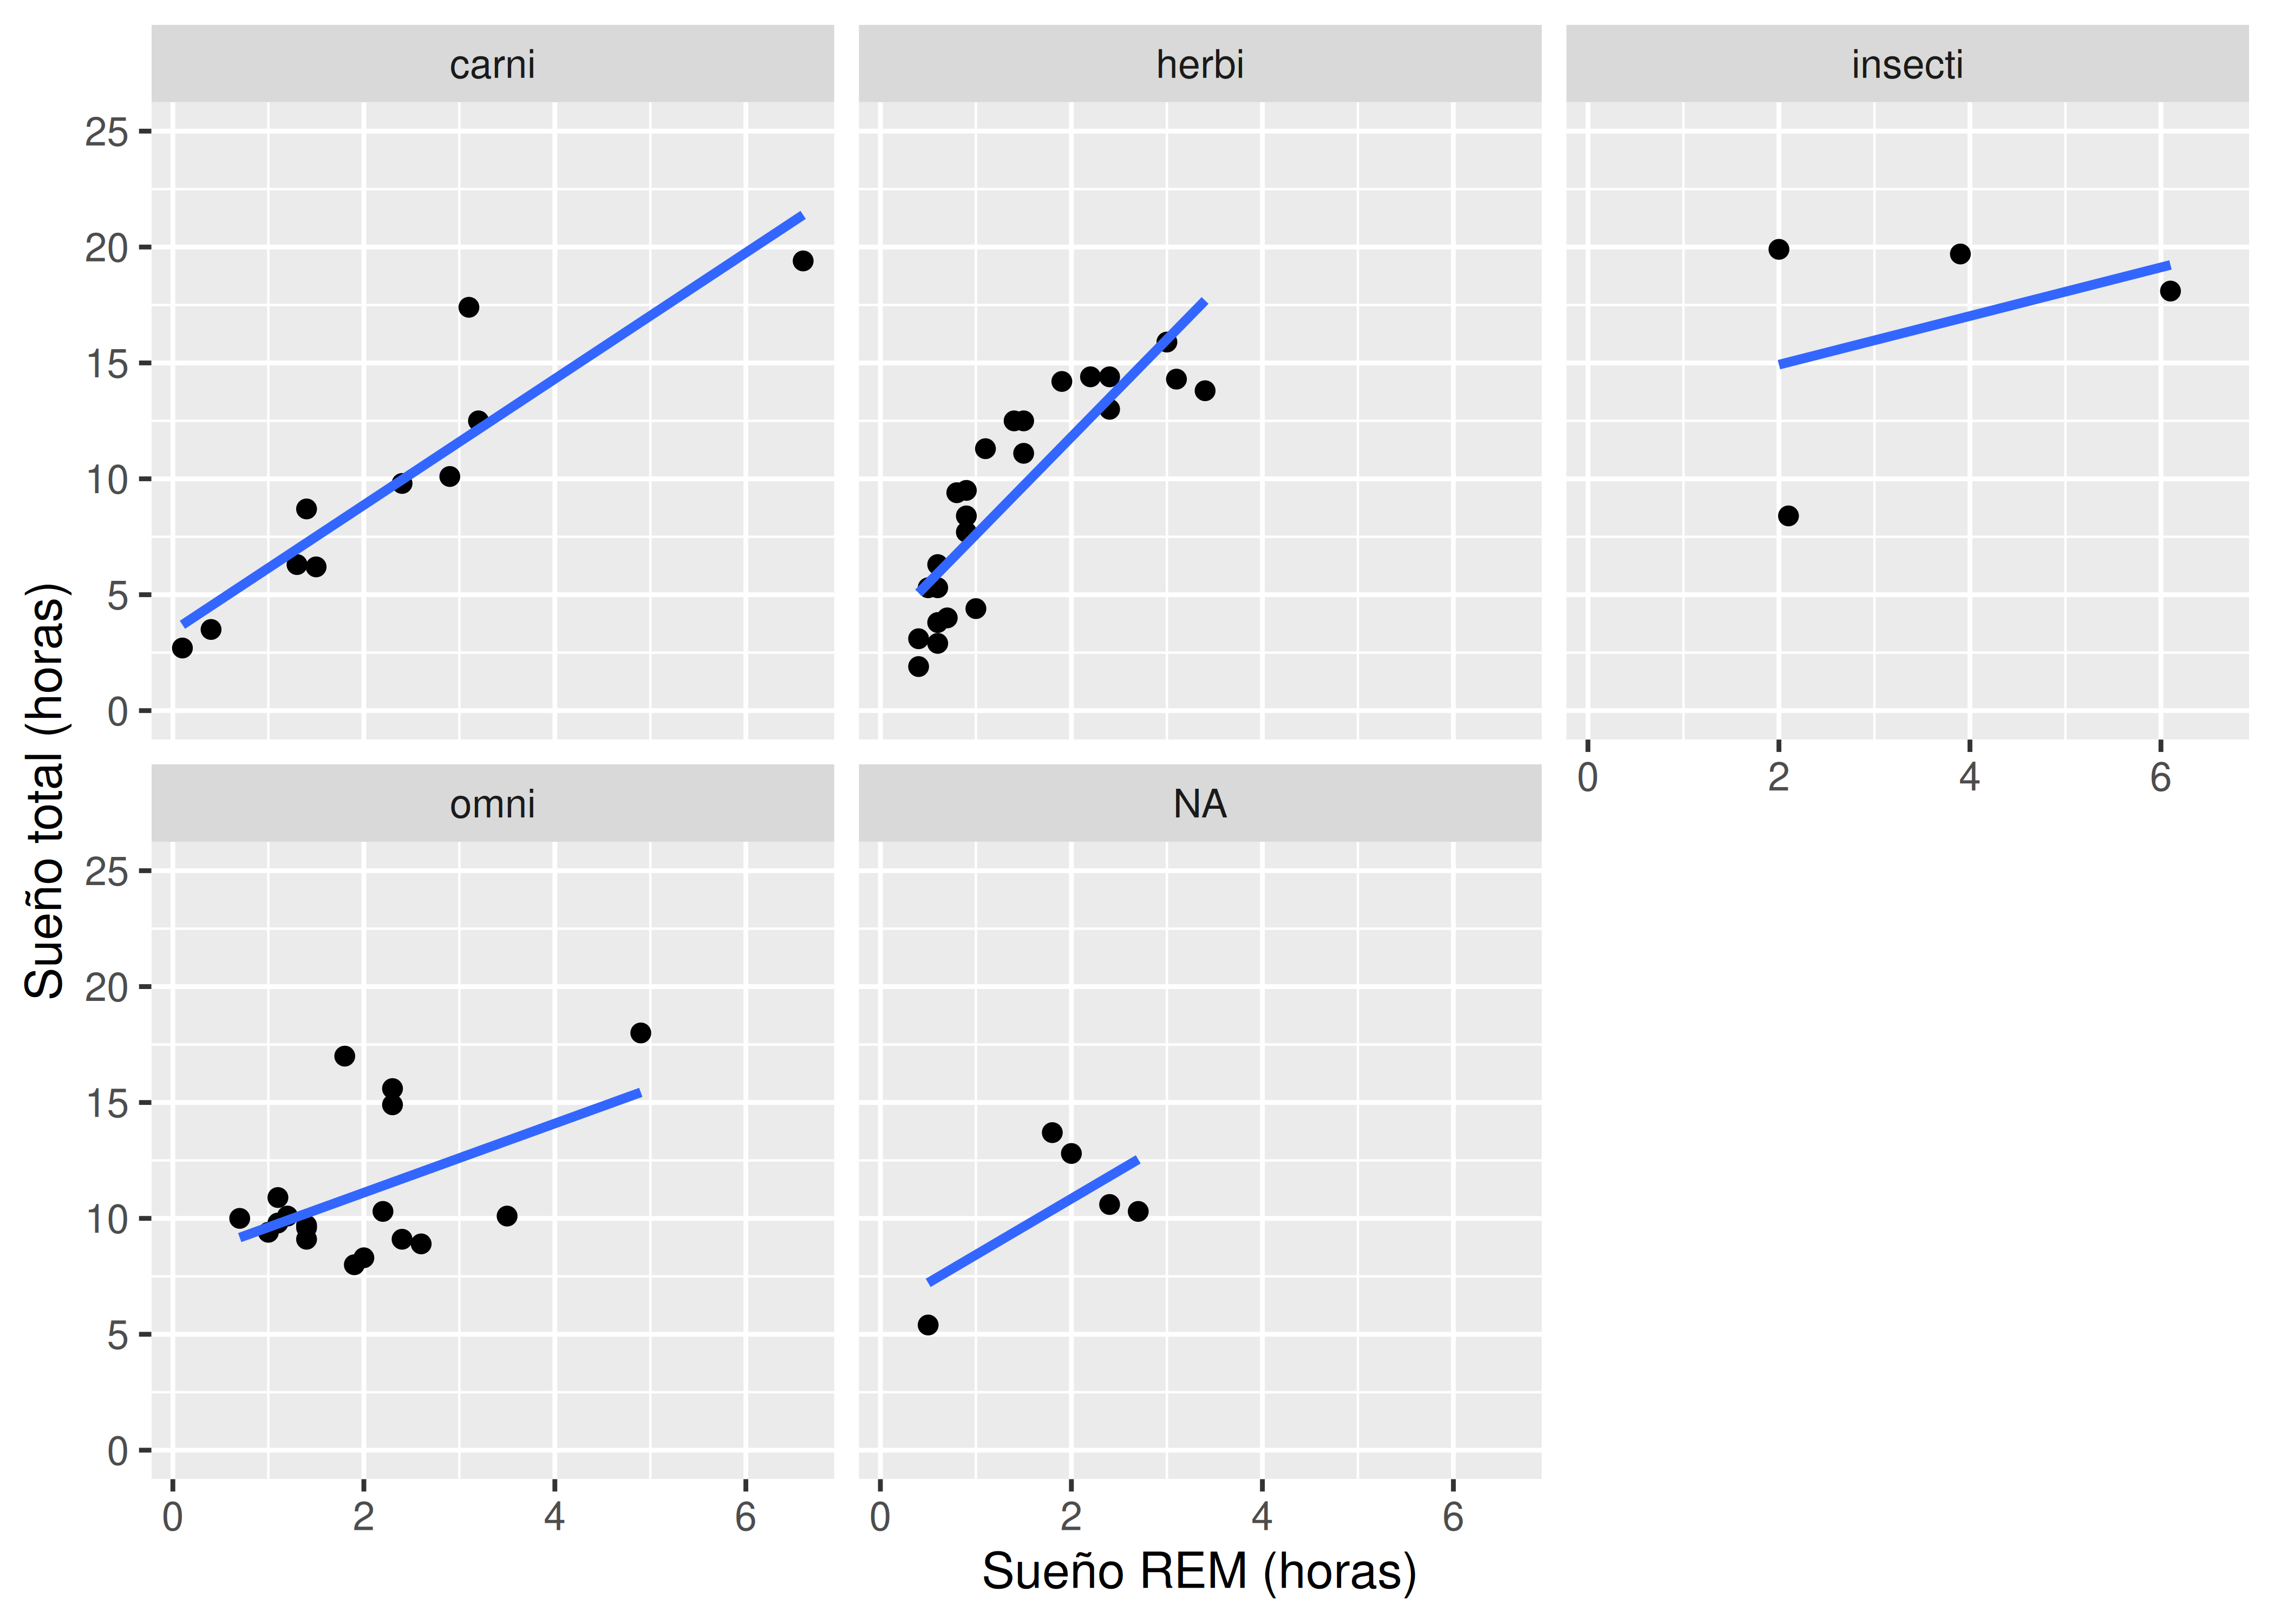 carni
herbi
insecti
25
20
15
10
5
0
0 2 4 6
omni
NA
25
20
15
10
5
0
0 2 4 6
0 2 4 6
Sueño total (horas)
Sueño REM (horas)